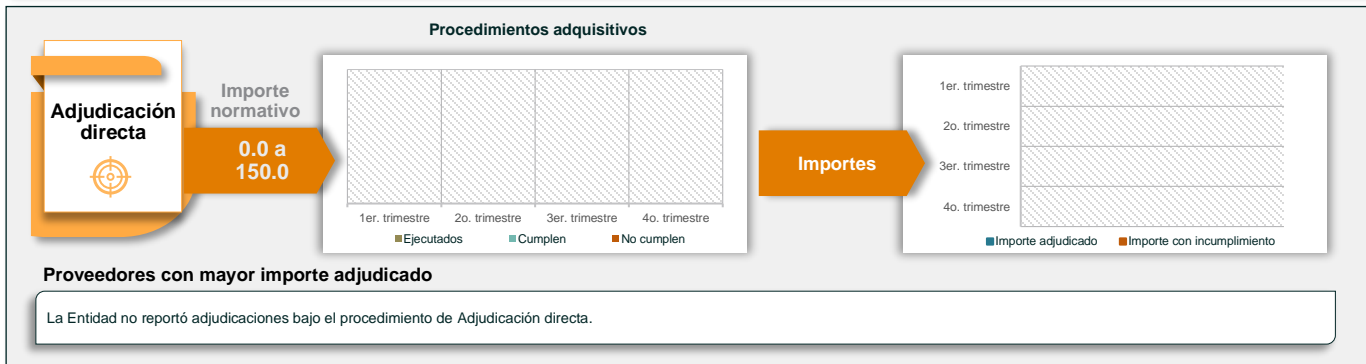 Procedimientos adquisitivos
Adjudicación
directa
Importe
normativo
0.0 a
150.0
1er. trimestre
2o. trimestre
3er. trimestre
4o. trimestre
Ejecutados
Cumplen
No cumplen
Importes
1er. trimestre
2o. trimestre
3er. trimestre
4o. trimestre
Importe adjudicado
Importe con incumplimiento
Proveedores con mayor importe adjudicado
La Entidad no reportó adjudicaciones bajo el procedimiento de Adjudicación directa.